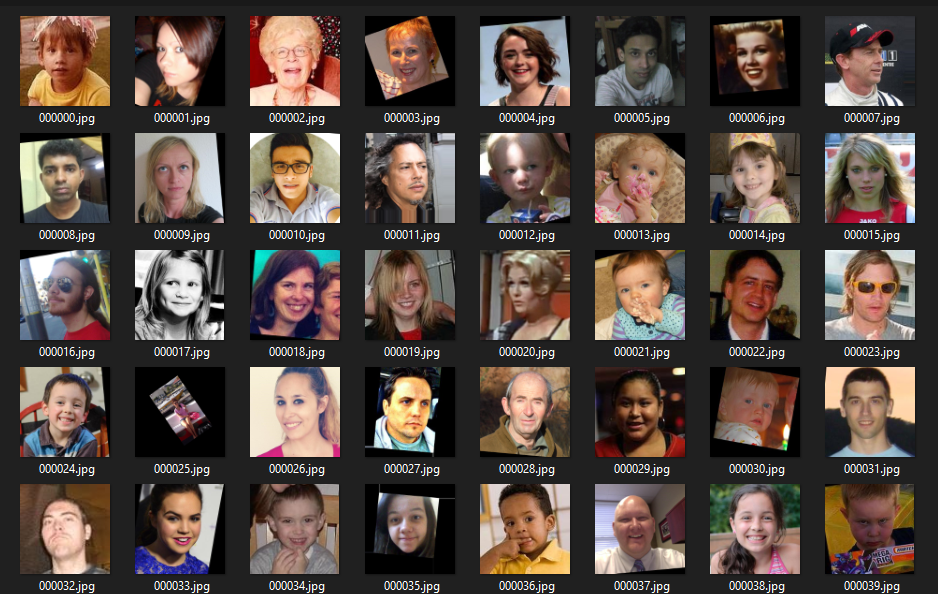 000000.jpg 000001.jpg 000002.jpg 000003.jpg 000004.jpg 000005.jpg 000006.jpg 000007.jpg
000008.jpg 000009.jpg 000010.jpg 000011.jpg 000012.jpg 000013.jpg 000014.jpg 000015.jpg
JAKO
000016.jpg 000017.jpg 000018.jpg 000019.jpg 000020.jpg 000021.jpg 000022.jpg 000023.jpg
000024.jpg 000025.jpg 000026.jpg 000027.jpg 000028.jpg 000029.jpg 000030.jpg 000031.jpg
MEGA
RIG
000032.jpg 000033.jpg 000034.jpg 000035.jpg 000036.jpg 000037.jpg 000038.jpg 000039.jpg